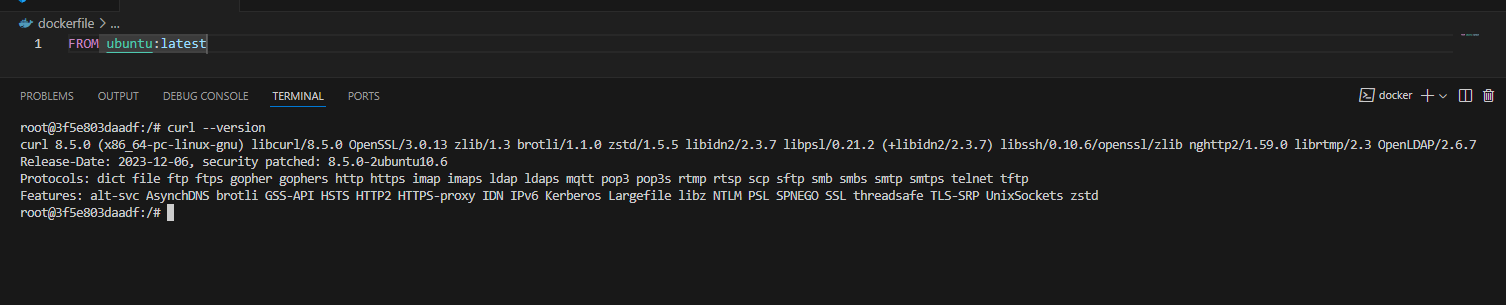 dockerfile > ...
1 FROM ubuntu:latest
PROBLEMS OUTPUT DEBUG CONSOLE TERMINAL PORTS docker
root@3f5e803daadf:/# curl --version
curl 8.5.0 (x86_64-pc-linux-gnu) libcurl/8.5.0 OpenSSL/3.0.13 zlib/1.3 brotli/1.1.0 zstd/1.5.5 libidn2/2.3.7 libpsl/0.21.2 (+libidn2/2.3.7) libssh/0.10.6/openssl/zlib nghttp2/1.59.0 librtmp/2.3 OpenLDAP/2.6.7
Release-Date: 2023-12-06, security patched: 8.5.0-2ubuntu10.6
Protocols: dict file ftp ftps gopher gophers http https imap imaps ldap ldaps mqtt pop3 pop3s rtmp rtsp scp sftp smb smbs smtp smtps telnet tftp
Features: alt-svc AsynchDNS brotli GSS-API HSTS HTTP2 HTTPS-proxy IDN IPv6 Kerberos Largefile libz NTLM PSL SPNEGO SSL threadsafe TLS-SRP UnixSockets zstd
root@3f5e803daadf:/#